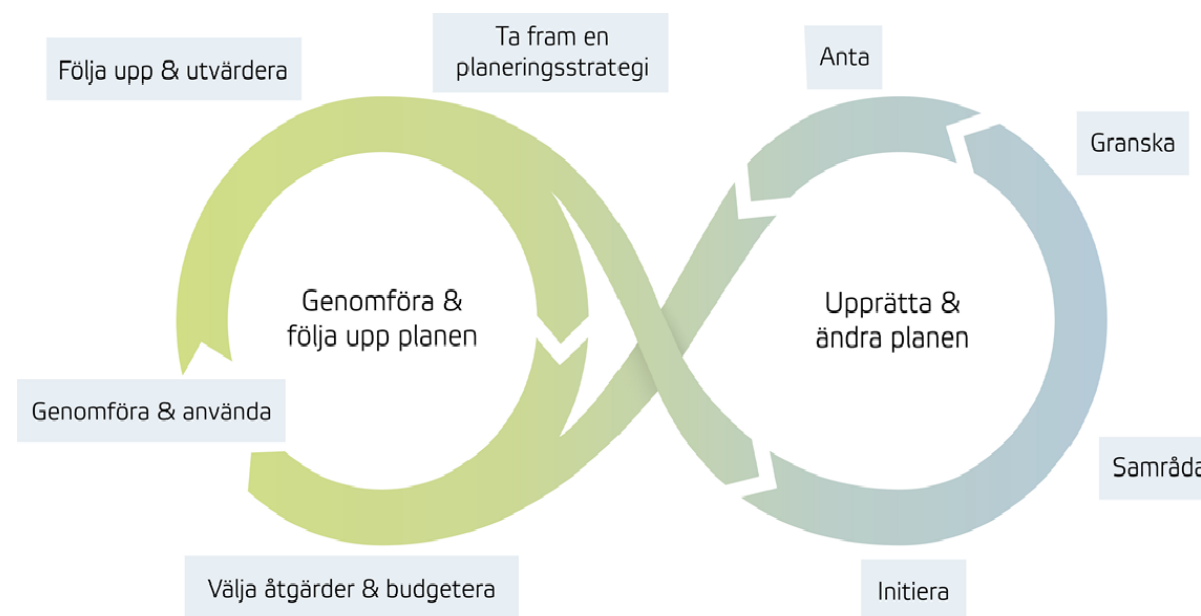 Ta fram en
planeringsstrategi
Följa upp & utvärdera
Anta
Granska
Genomföra &
följa upp planen
Upprätta &
ändra planen
Genomföra & använda
Samråda
Välja åtgärder & budgetera
Initiera